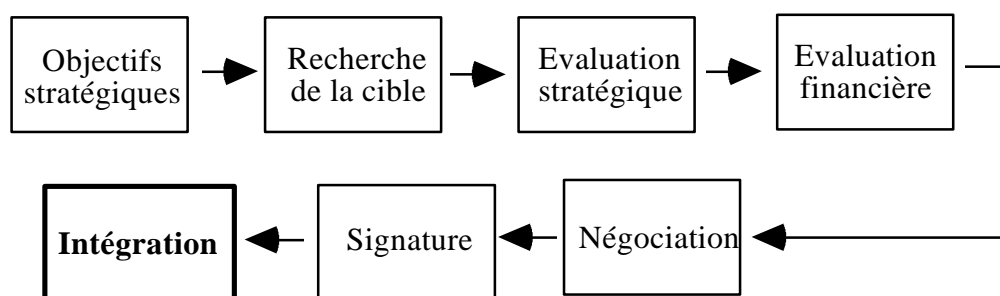 Objectifs
stratégiques
Recherche
de la cible
Evaluation
stratégique
Evaluation
financière
Négociation
Signature
Intégration